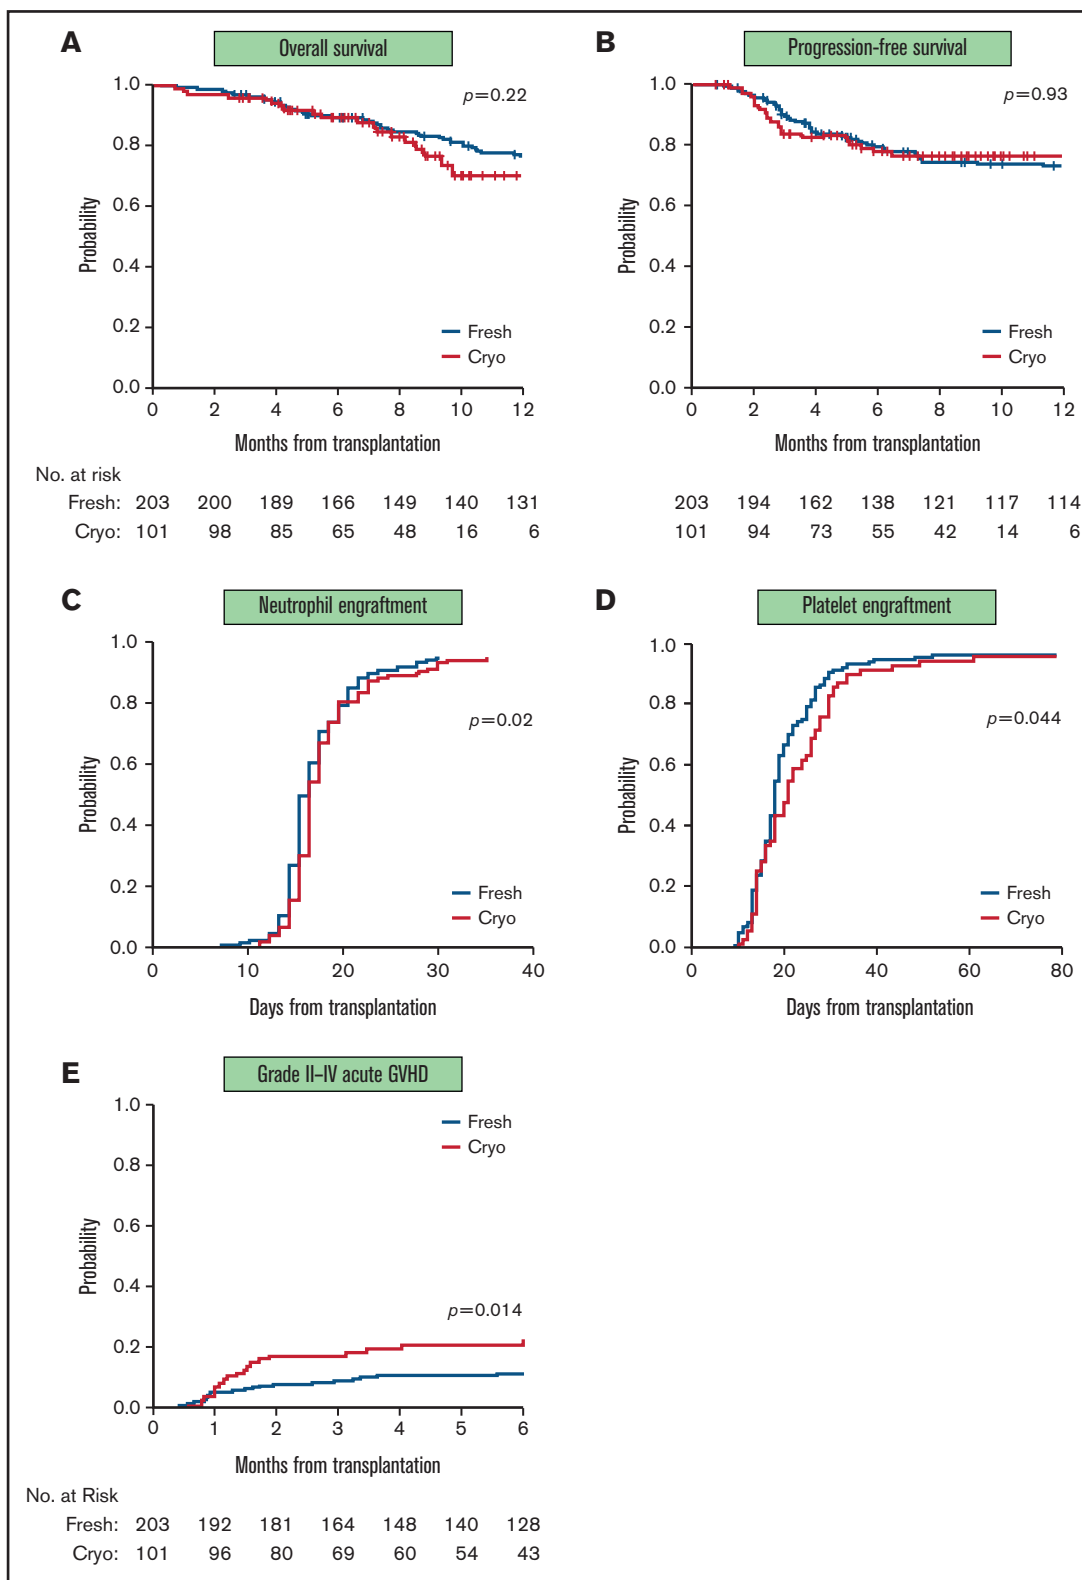 A
Overall survival
1.0
0.8
0.6
0.4
0.2
0.0
Probability
p=0.22
Fresh
Cryo
0 2 4 6 8 10 12
Months from transplantation
No. at risk
Fresh: 203 200 189 166 149 140 131
Cryo: 101 98 85 65 48 16 6
B
Progression-free survival
1.0
0.8
0.6
0.4
0.2
0.0
Probability
p=0.93
Fresh
Cryo
0 2 4 6 8 10 12
Months from transplantation
203 194 162 138 121 117 114
101 94 73 55 42 14 6
C
Neutrophil engraftment
1.0
0.8
0.6
0.4
0.2
0.0
Probability
p=0.02
Fresh
Cryo
0 10 20 30 40
Days from transplantation
D
Platelet engraftment
1.0
0.8
0.6
0.4
0.2
0.0
Probability
p=0.044
Fresh
Cryo
0 20 40 60 80
Days from transplantation
E
Grade II–IV acute GVHD
1.0
0.8
0.6
0.4
0.2
0.0
Probability
Fresh
Cryo
p=0.014
0 1 2 3 4 5 6
Months from transplantation
No. at Risk
Fresh: 203 192 181 164 148 140 128
Cryo: 101 96 80 69 60 54 43